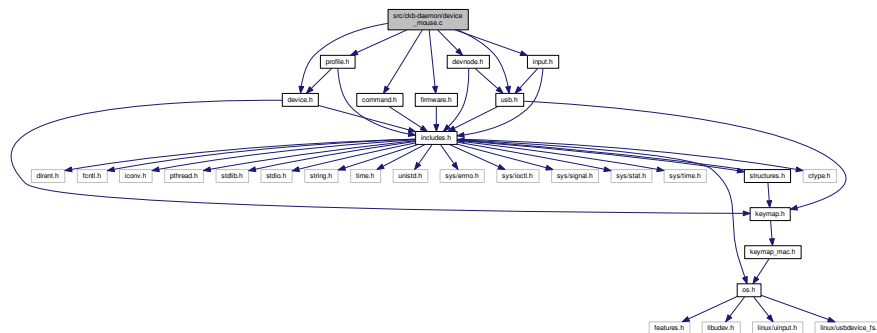 src/ckb-daemon/device
_mouse.c
profile.h
devnode.h
input.h
device.h
command.h
firmware.h
usb.h
includes.h
dirent.h
fcntl.h
iconv.h
pthread.h
stdlib.h
stdio.h
string.h
time.h
unistd.h
sys/errno.h
sys/ioctl.h
sys/signal.h
sys/stat.h
sys/time.h
structures.h
ctype.h
keymap.h
keymap_mac.h
os.h
features.h
libudev.h
linux/uinput.h
linux/usbdevice_fs.